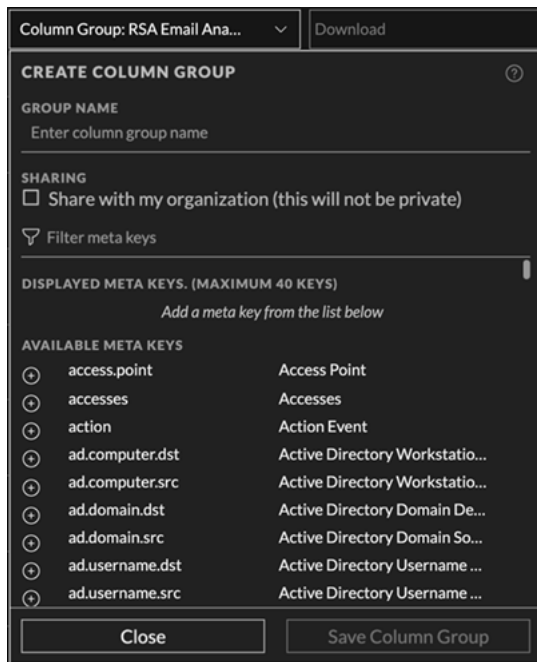 Column Group: RSA Email Ana...
Download
CREATE COLUMN GROUP
GROUP NAME
Enter column group name
SHARING
Share with my organization (this will not be private)
Filter meta keys
DISPLAYED META KEYS. (MAXIMUM 40 KEYS)
Add a meta key from the list below
AVAILABLE META KEYS
access.point Access Point
accesses Accesses
action Action Event
ad.computer.dst Active Directory Workstatio...
ad.computer.src Active Directory Workstatio...
ad.domain.dst Active Directory Domain De...
ad.domain.src Active Directory Domain So...
ad.username.dst Active Directory Username ...
ad.username.src Active Directory Username ...
Close
Save Column Group